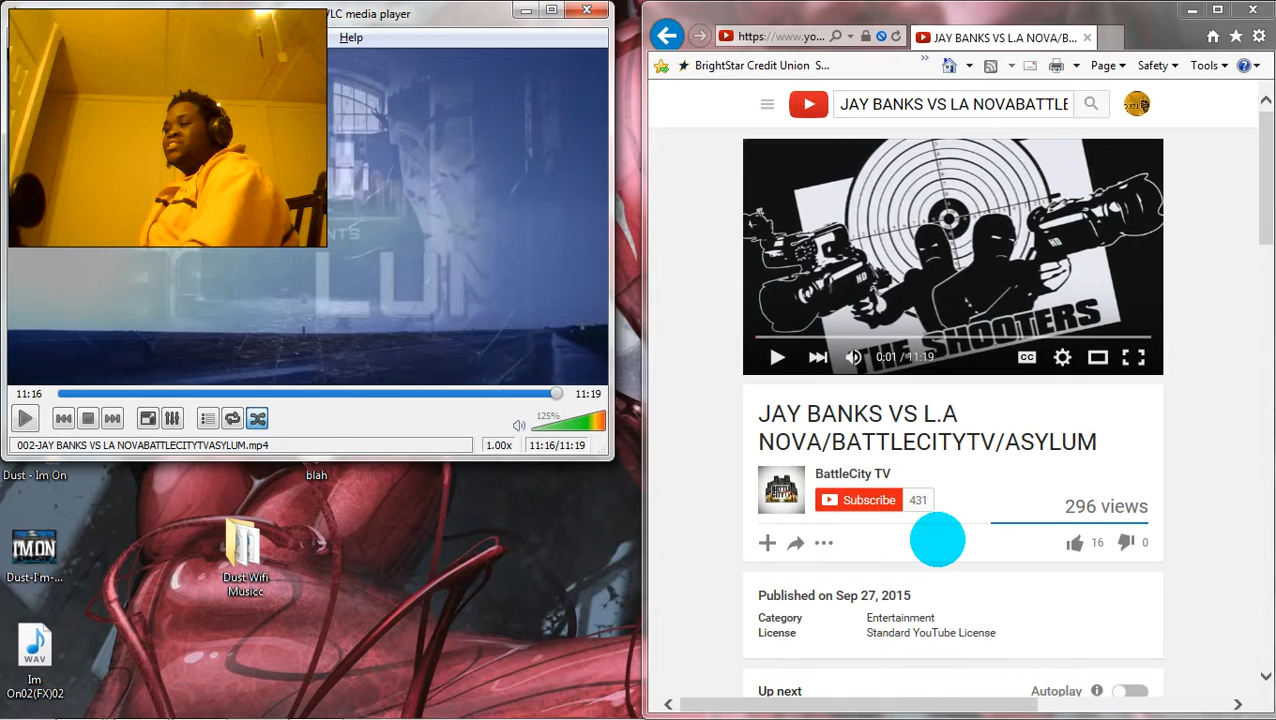 VLC media player
Help
11:16
11:19
125%
002-JAY BANKS VS LA NOVABATTLECITYTVASYLUM.mp4
1.00x
11:16/11:19
Dust - Im On
blah
I'M ON
Dust-I'm-...
Dust Wifi
Musicc
WAV
Im
On02(FX)02
https://www.yo...
JAY BANKS VS L.A NOVA/B...
BrightStar Credit Union S...
Page
Safety
Tools
JAY BANKS VS LA NOVABATTLE
HD
THE SHOOTERS
0:01 / 11:19
CC
JAY BANKS VS L.A
NOVA/BATTLECITYTV/ASYLUM
BattleCity TV
Subscribe
431
296 views
16
0
Published on Sep 27, 2015
Category
Entertainment
License
Standard YouTube License
Up next
Autoplay